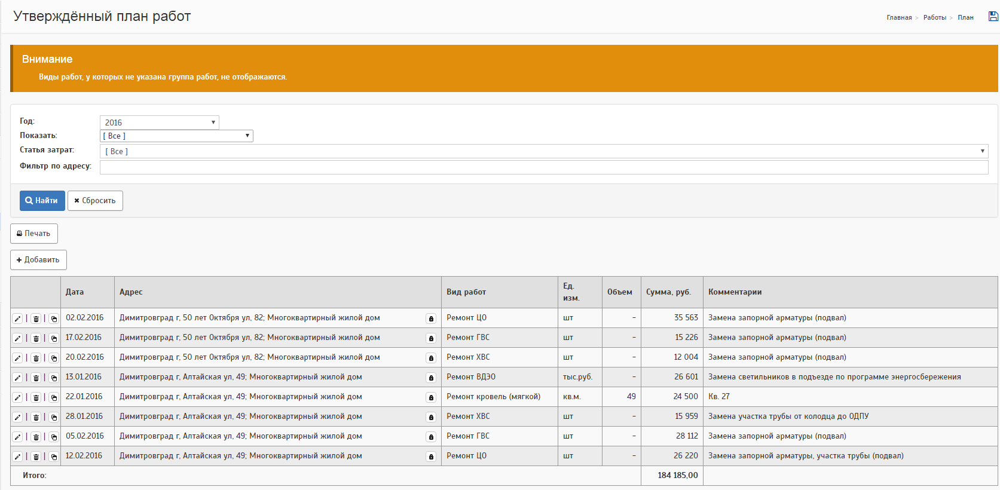 Утверждённый план работ
Главная > Работы > План
Внимание
Виды работ, у которых не указана группа работ, не отображаются.
Год: 2016
Показать: [ Все ]
Статья затрат: [ Все ]
Фильтр по адресу:
Найти Сбросить
Печать
+ Добавить
Дата Адрес Вид работ Ед. изм. Объем Сумма, руб. Комментарии
02.02.2016 Димитровград г, 50 лет Октября ул, 82; Многоквартирный жилой дом Ремонт ЦО шт – 35 563 Замена запорной арматуры (подвал)
17.02.2016 Димитровград г, 50 лет Октября ул, 82; Многоквартирный жилой дом Ремонт ГВС шт – 15 226 Замена запорной арматуры (подвал)
20.02.2016 Димитровград г, 50 лет Октября ул, 82; Многоквартирный жилой дом Ремонт ХВС шт – 12 004 Замена запорной арматуры (подвал)
13.01.2016 Димитровград г, Алтайская ул, 49; Многоквартирный жилой дом Ремонт ВДЭО тыс.руб. – 26 601 Замена светильников в подъезде по программе энергосбережения
22.01.2016 Димитровград г, Алтайская ул, 49; Многоквартирный жилой дом Ремонт кровель (мягкой) кв.м. 49 24 500 Кв. 27
28.01.2016 Димитровград г, Алтайская ул, 49; Многоквартирный жилой дом Ремонт ХВС шт – 15 959 Замена участка трубы от колодца до ОДПУ
05.02.2016 Димитровград г, Алтайская ул, 49; Многоквартирный жилой дом Ремонт ГВС шт – 28 112 Замена запорной арматуры (подвал)
12.02.2016 Димитровград г, Алтайская ул, 49; Многоквартирный жилой дом Ремонт ЦО шт – 26 220 Замена запорной арматуры, участка трубы (подвал)
Итого: 184 185,00